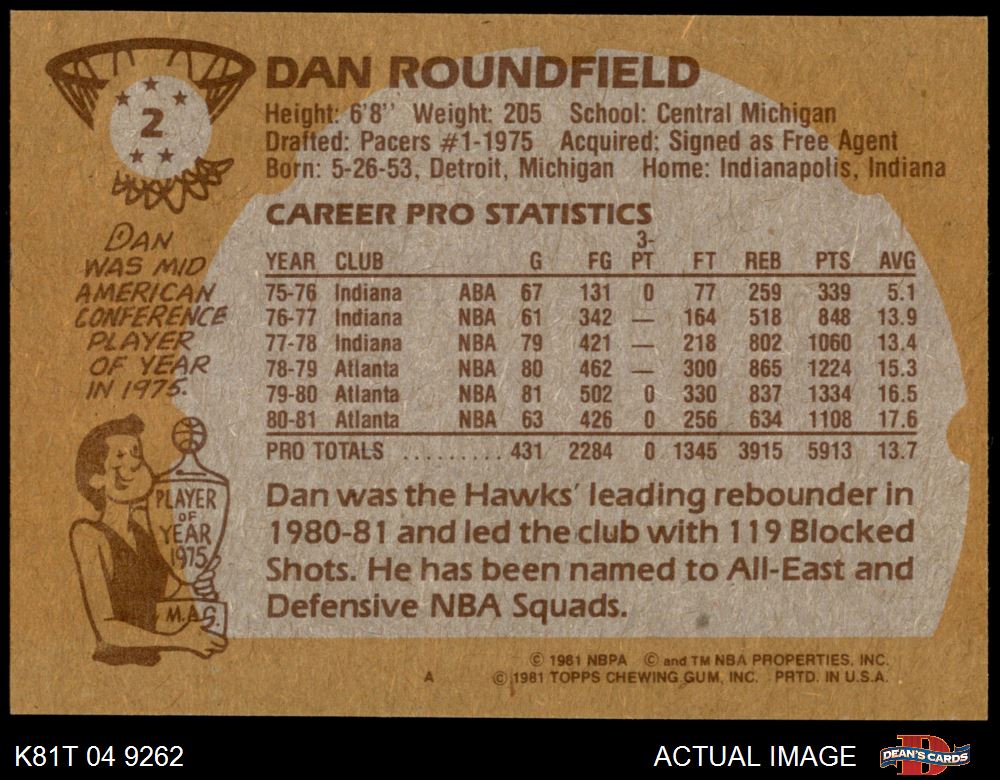 2
DAN ROUNDFIELD
Height: 6'8'' Weight: 205 School: Central Michigan
Drafted: Pacers #1-1975 Acquired: Signed as Free Agent
Born: 5-26-53, Detroit, Michigan Home: Indianapolis, Indiana
CAREER PRO STATISTICS
YEAR CLUB G FG 3-PT FT REB PTS AVG
75-76 Indiana ABA 67 131 0 77 259 339 5.1
76-77 Indiana NBA 61 342 — 164 518 848 13.9
77-78 Indiana NBA 79 421 — 218 802 1060 13.4
78-79 Atlanta NBA 80 462 — 300 865 1224 15.3
79-80 Atlanta NBA 81 502 0 330 837 1334 16.5
80-81 Atlanta NBA 63 426 0 256 634 1108 17.6
PRO TOTALS ......... 431 2284 0 1345 3915 5913 13.7
Dan was the Hawks' leading rebounder in
1980-81 and led the club with 119 Blocked
Shots. He has been named to All-East and
Defensive NBA Squads.
DAN
WAS MID
AMERICAN
CONFERENCE
PLAYER
OF YEAR
IN 1975.
PLAYER
OF
YEAR
1975
M.A.C.
© 1981 NBPA © and TM NBA PROPERTIES, INC.
A © 1981 TOPPS CHEWING GUM, INC. PRTD. IN U.S.A.
K81T 04 9262 ACTUAL IMAGE DEAN'S CARDS